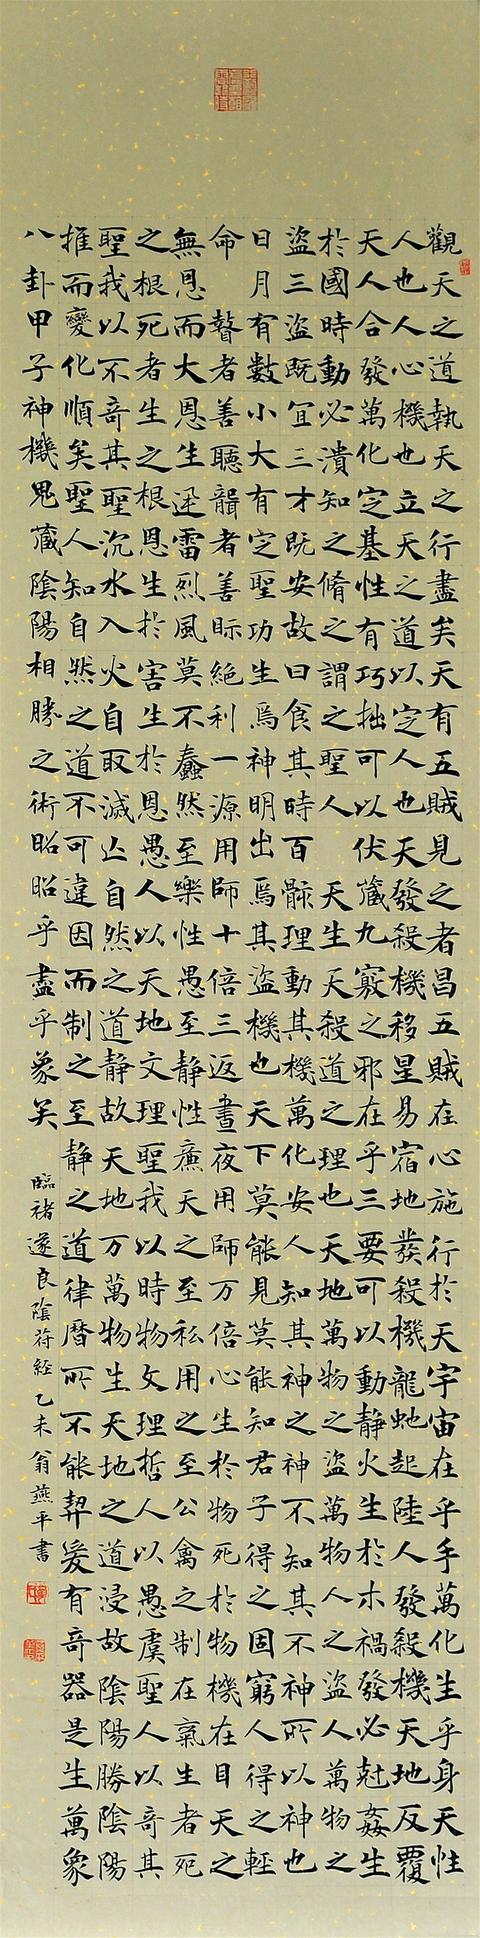 觀天之道執天之行盡矣天有五賊見之者昌五賊在心施行於天宇宙在乎手萬化生乎身天性
人也人心機也立天之道以定人也天發殺機移星易宿地發殺機龍虵起陸人發殺機天地反覆
天人合發萬化定基性有巧拙可以伏藏九竅之邪在乎三要可以動靜火生於木禍發必尅姦生
於國時動必潰知之脩之謂之聖人 天生天殺道之理也天地萬物之盜萬物人之盜人萬物之
盜三盜既宜三才既安故曰食其時百骸理動其機萬化安人知其神之神不知其不神所以神也
日月有數小大有定聖功生焉神明出焉其盜機也天下莫能見莫能知君子得之固窮人得之輕
命 瞽者善聽聾者善眎絕利一源用師十倍三返晝夜用師万倍心生於物死於物機在目天之
無恩而大恩生迅雷烈風莫不蠢然至樂性愚至靜性廉天之至私用之至公禽之制在氣生者死
之根死者生之根恩生於害生於恩愚人以天地文理聖我以時物文理哲人以愚虞聖人以奇其
聖我以不奇其聖沉水入火自取滅亡自然之道靜故天地万萬物生天地之道浸故陰陽勝陰陽
推而變化順矣聖人知自然之道不可違因而制之至靜之道律曆所不能契爰有奇器是生萬象
八卦甲子神機鬼藏陰陽相勝之術昭昭乎盡乎象矣
臨褚遂良陰符經乙未翁燕平書